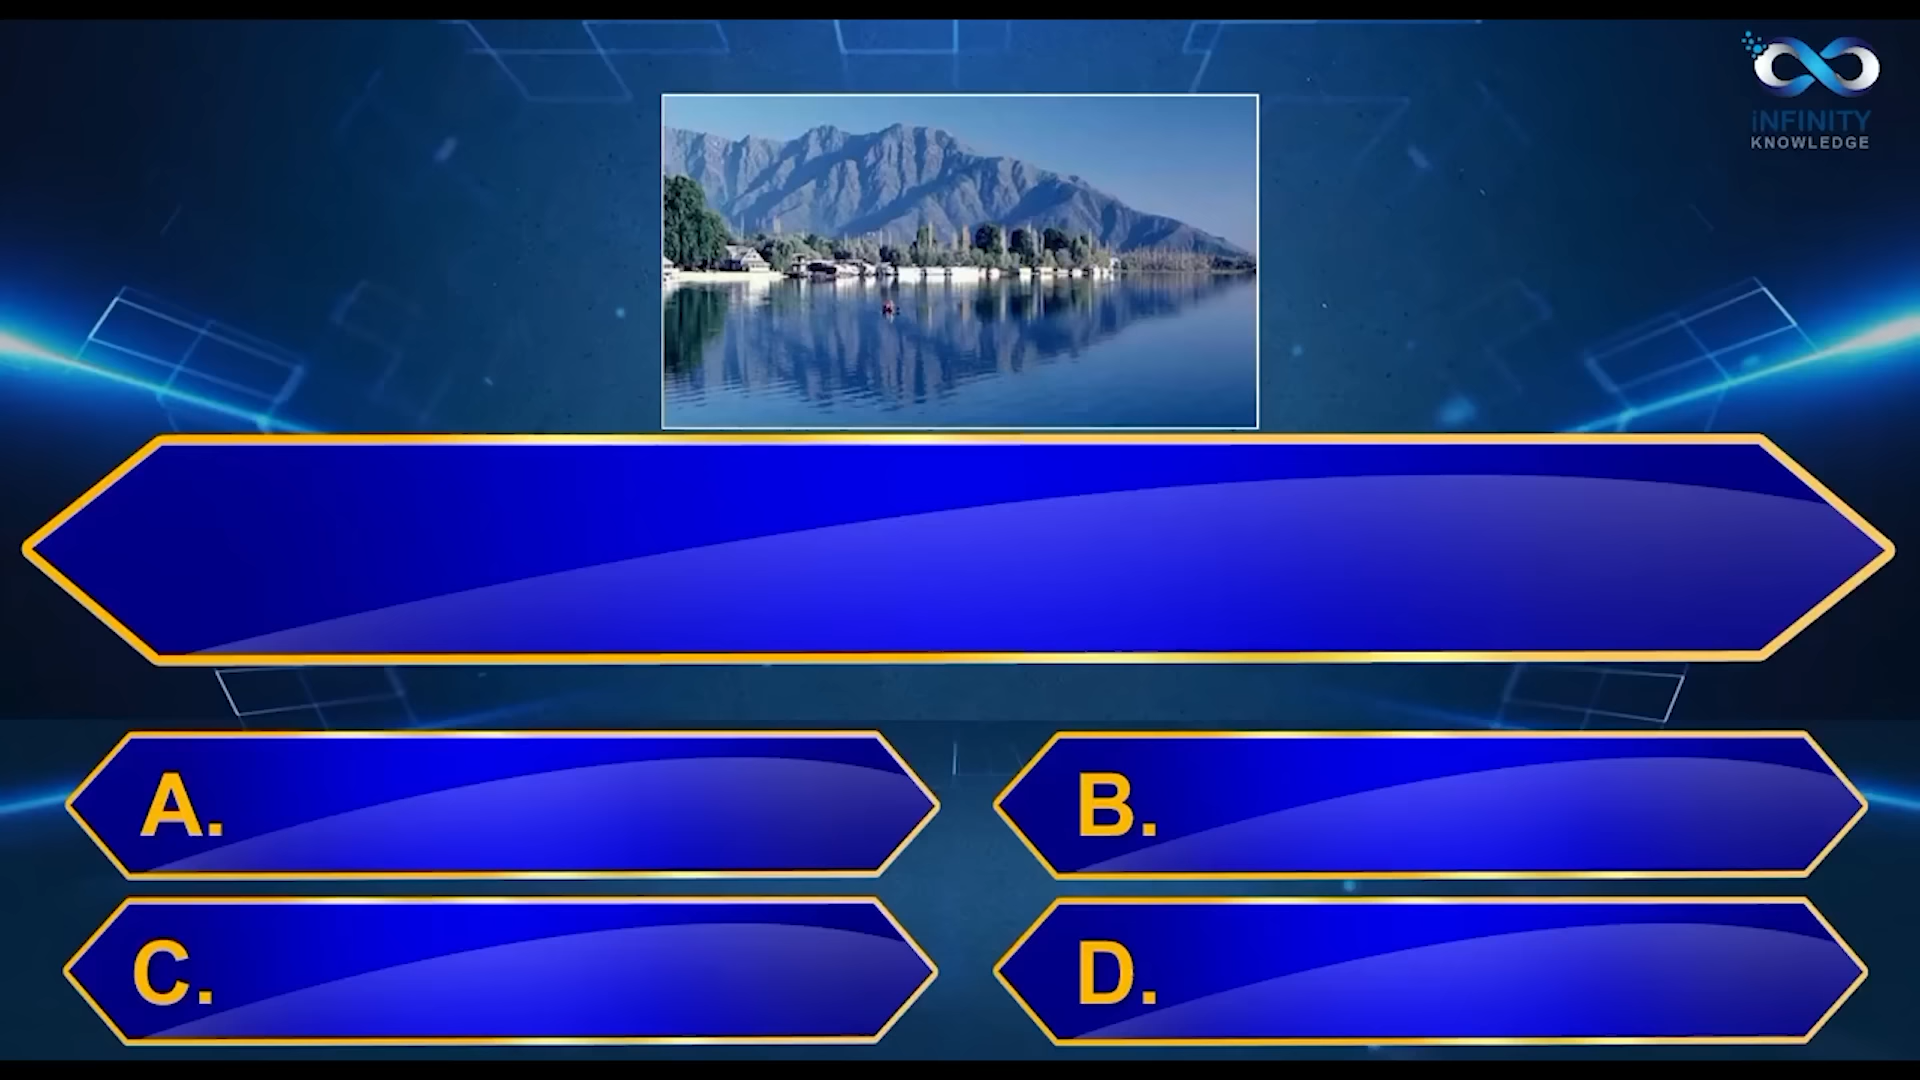 iNFINITY
KNOWLEDGE
A.
B.
C.
D.